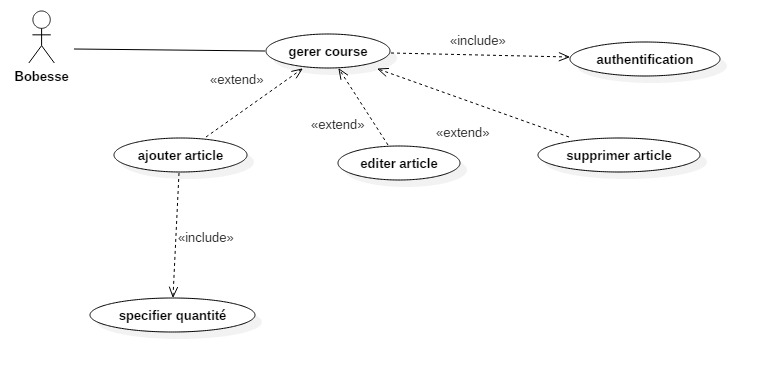 Bobesse
gerer course
«include»
authentification
«extend»
«extend»
«extend»
ajouter article
editer article
supprimer article
«include»
specifier quantité